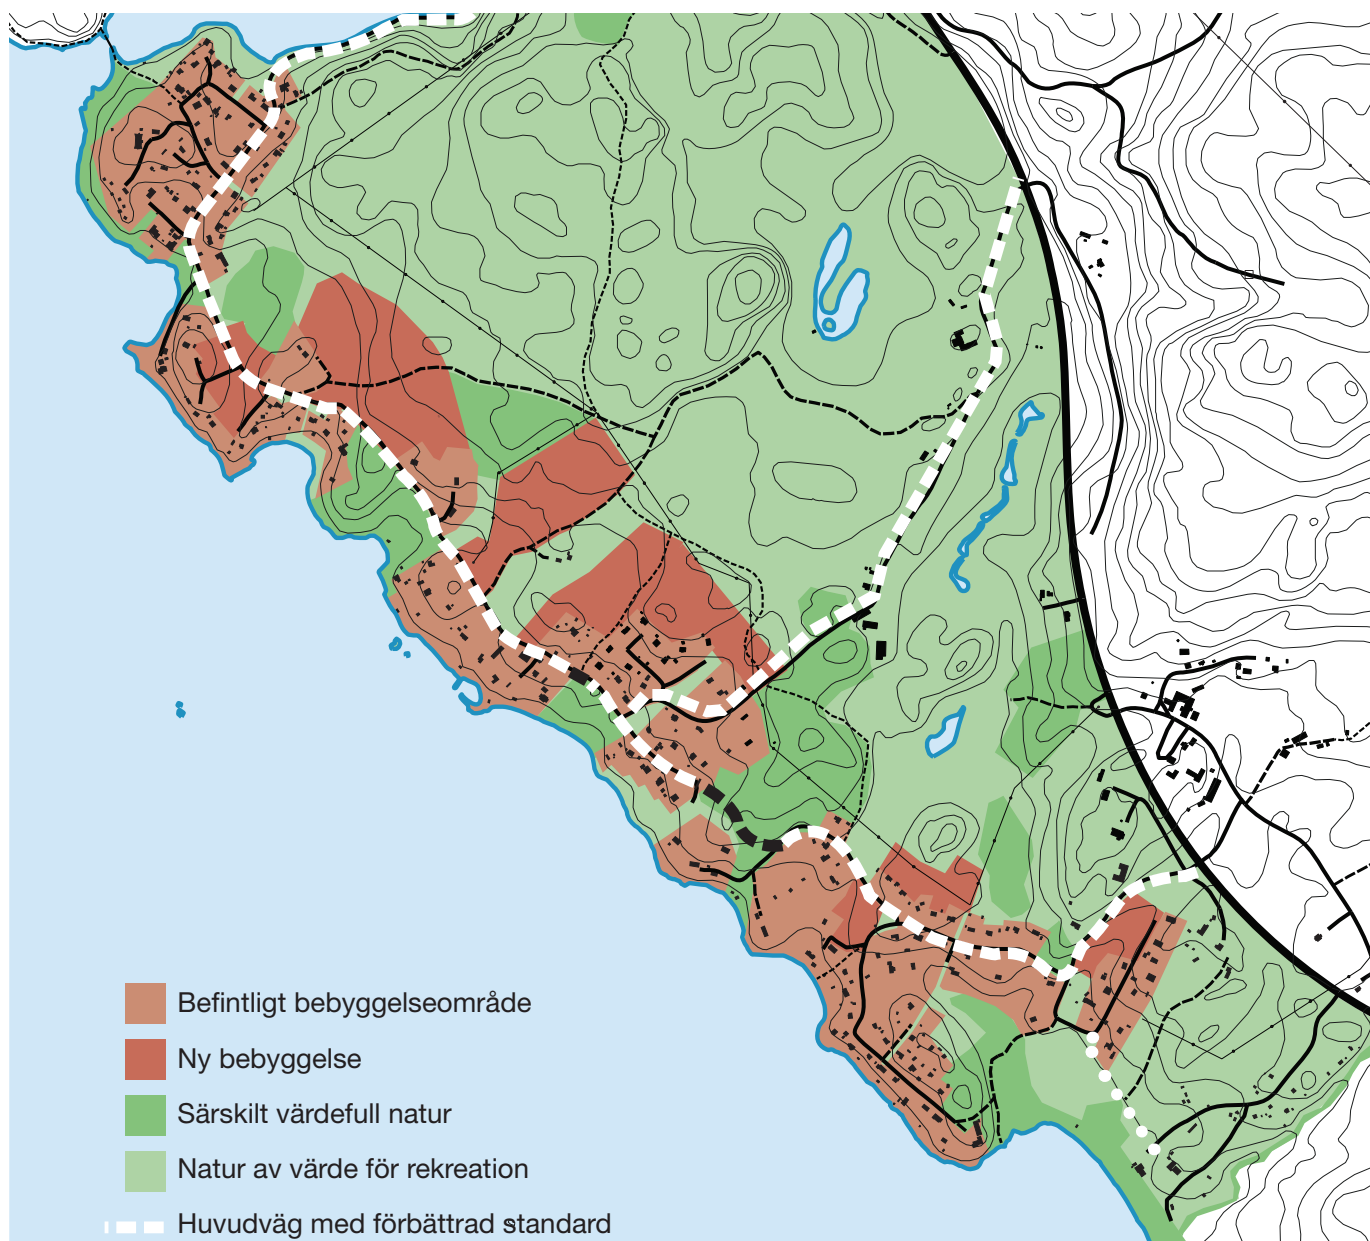 Befintligt bebyggelseområde
Ny bebyggelse
Särskilt värdefull natur
Natur av värde för rekreation
Huvudväg med förbättrad standard